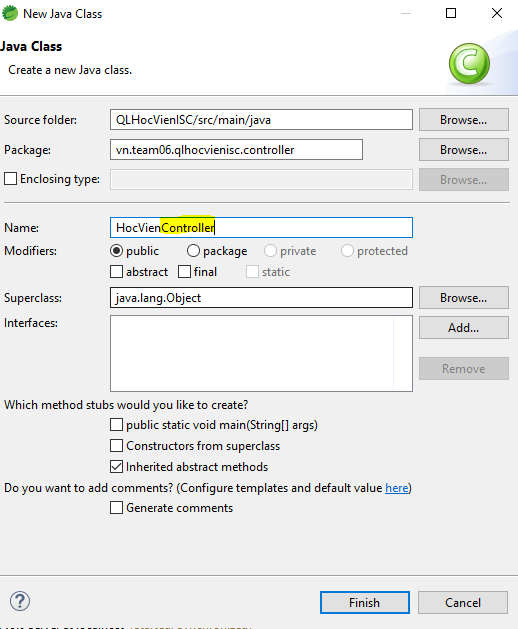 New Java Class
Java Class
Create a new Java class.
C
Source folder: QLHocVienISC/src/main/java Browse...
Package: vn.team06.qlhocvienisc.controller Browse...
Enclosing type: Browse...
Name: HocVienController
Modifiers: public package private protected
abstract final static
Superclass: java.lang.Object Browse...
Interfaces: Add...
Remove
Which method stubs would you like to create?
public static void main(String[] args)
Constructors from superclass
Inherited abstract methods
Do you want to add comments? (Configure templates and default value here)
Generate comments
? Finish Cancel